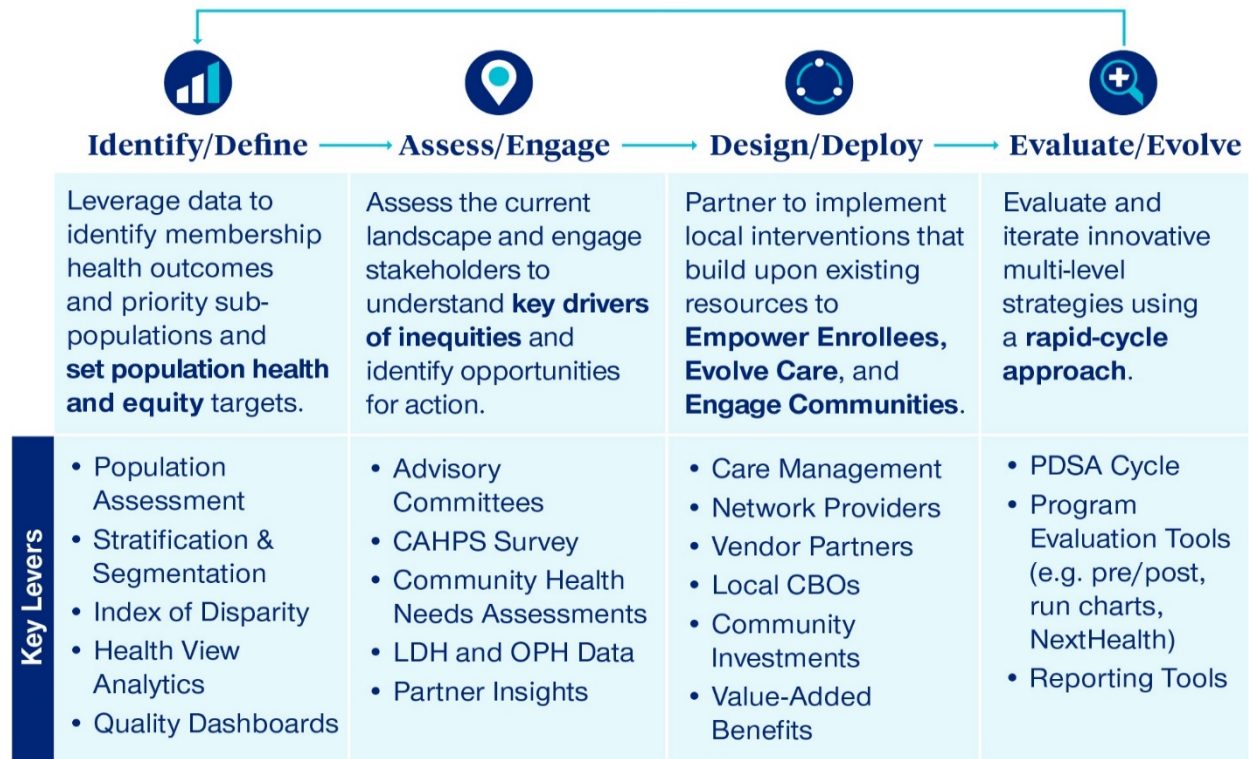 Identify/Define
Assess/Engage
Design/Deploy
Evaluate/Evolve
Leverage data to
identify membership
health outcomes
and priority sub-
populations and
set population health
and equity targets.
Assess the current
landscape and engage
stakeholders to
understand key drivers
of inequities and
identify opportunities
for action.
Partner to implement
local interventions that
build upon existing
resources to
Empower Enrollees,
Evolve Care, and
Engage Communities.
Evaluate and
iterate innovative
multi-level
strategies using
a rapid-cycle
approach.
Key Levers
• Population
Assessment
• Stratification &
Segmentation
• Index of Disparity
• Health View
Analytics
• Quality Dashboards
• Advisory
Committees
• CAHPS Survey
• Community Health
Needs Assessments
• LDH and OPH Data
• Partner Insights
• Care Management
• Network Providers
• Vendor Partners
• Local CBOs
• Community
Investments
• Value-Added
Benefits
• PDSA Cycle
• Program
Evaluation Tools
(e.g. pre/post,
run charts,
NextHealth)
• Reporting Tools